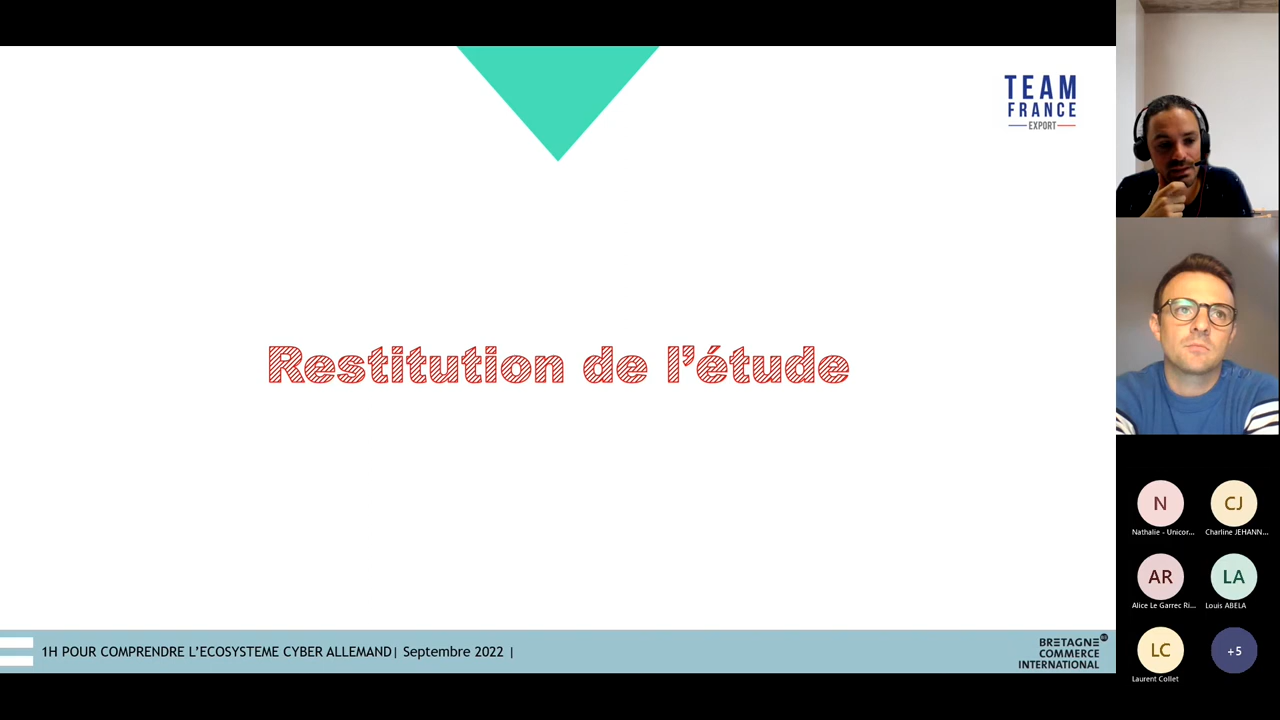 TEAM
FRANCE
EXPORT
Restitution de l'étude
1H POUR COMPRENDRE L'ECOSYSTEME CYBER ALLEMAND| Septembre 2022 |
BRETAGNE
COMMERCE
INTERNATIONAL
N
CJ
Nathalie - Unicor...
Charline JEHANN...
AR
LA
Alice Le Garrec Ri...
Louis ABELA
LC
+5
Laurent Collet